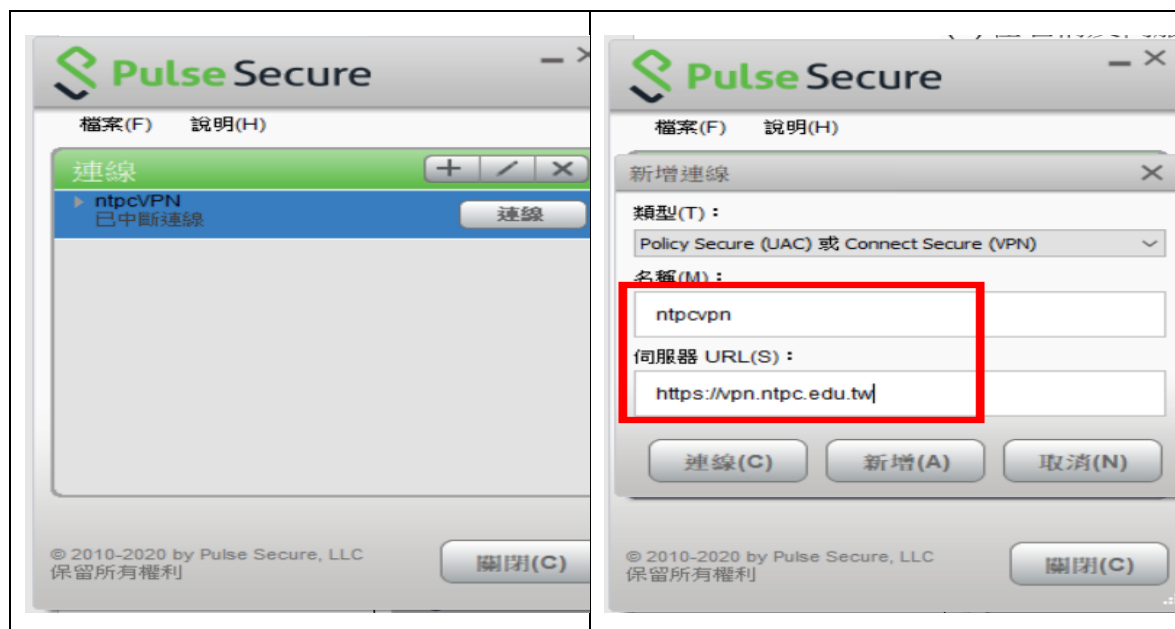 Pulse Secure
檔案(F) 說明(H)
連線
ntpcVPN
已中斷連線
連線
© 2010-2020 by Pulse Secure, LLC
保留所有權利
關閉(C)
Pulse Secure
檔案(F) 說明(H)
新增連線
類型(T)：
Policy Secure (UAC) 或 Connect Secure (VPN)
名稱(M)：
ntpcvpn
伺服器 URL(S)：
https://vpn.ntpc.edu.tw
連線(C) 新增(A) 取消(N)
© 2010-2020 by Pulse Secure, LLC
保留所有權利
關閉(C)